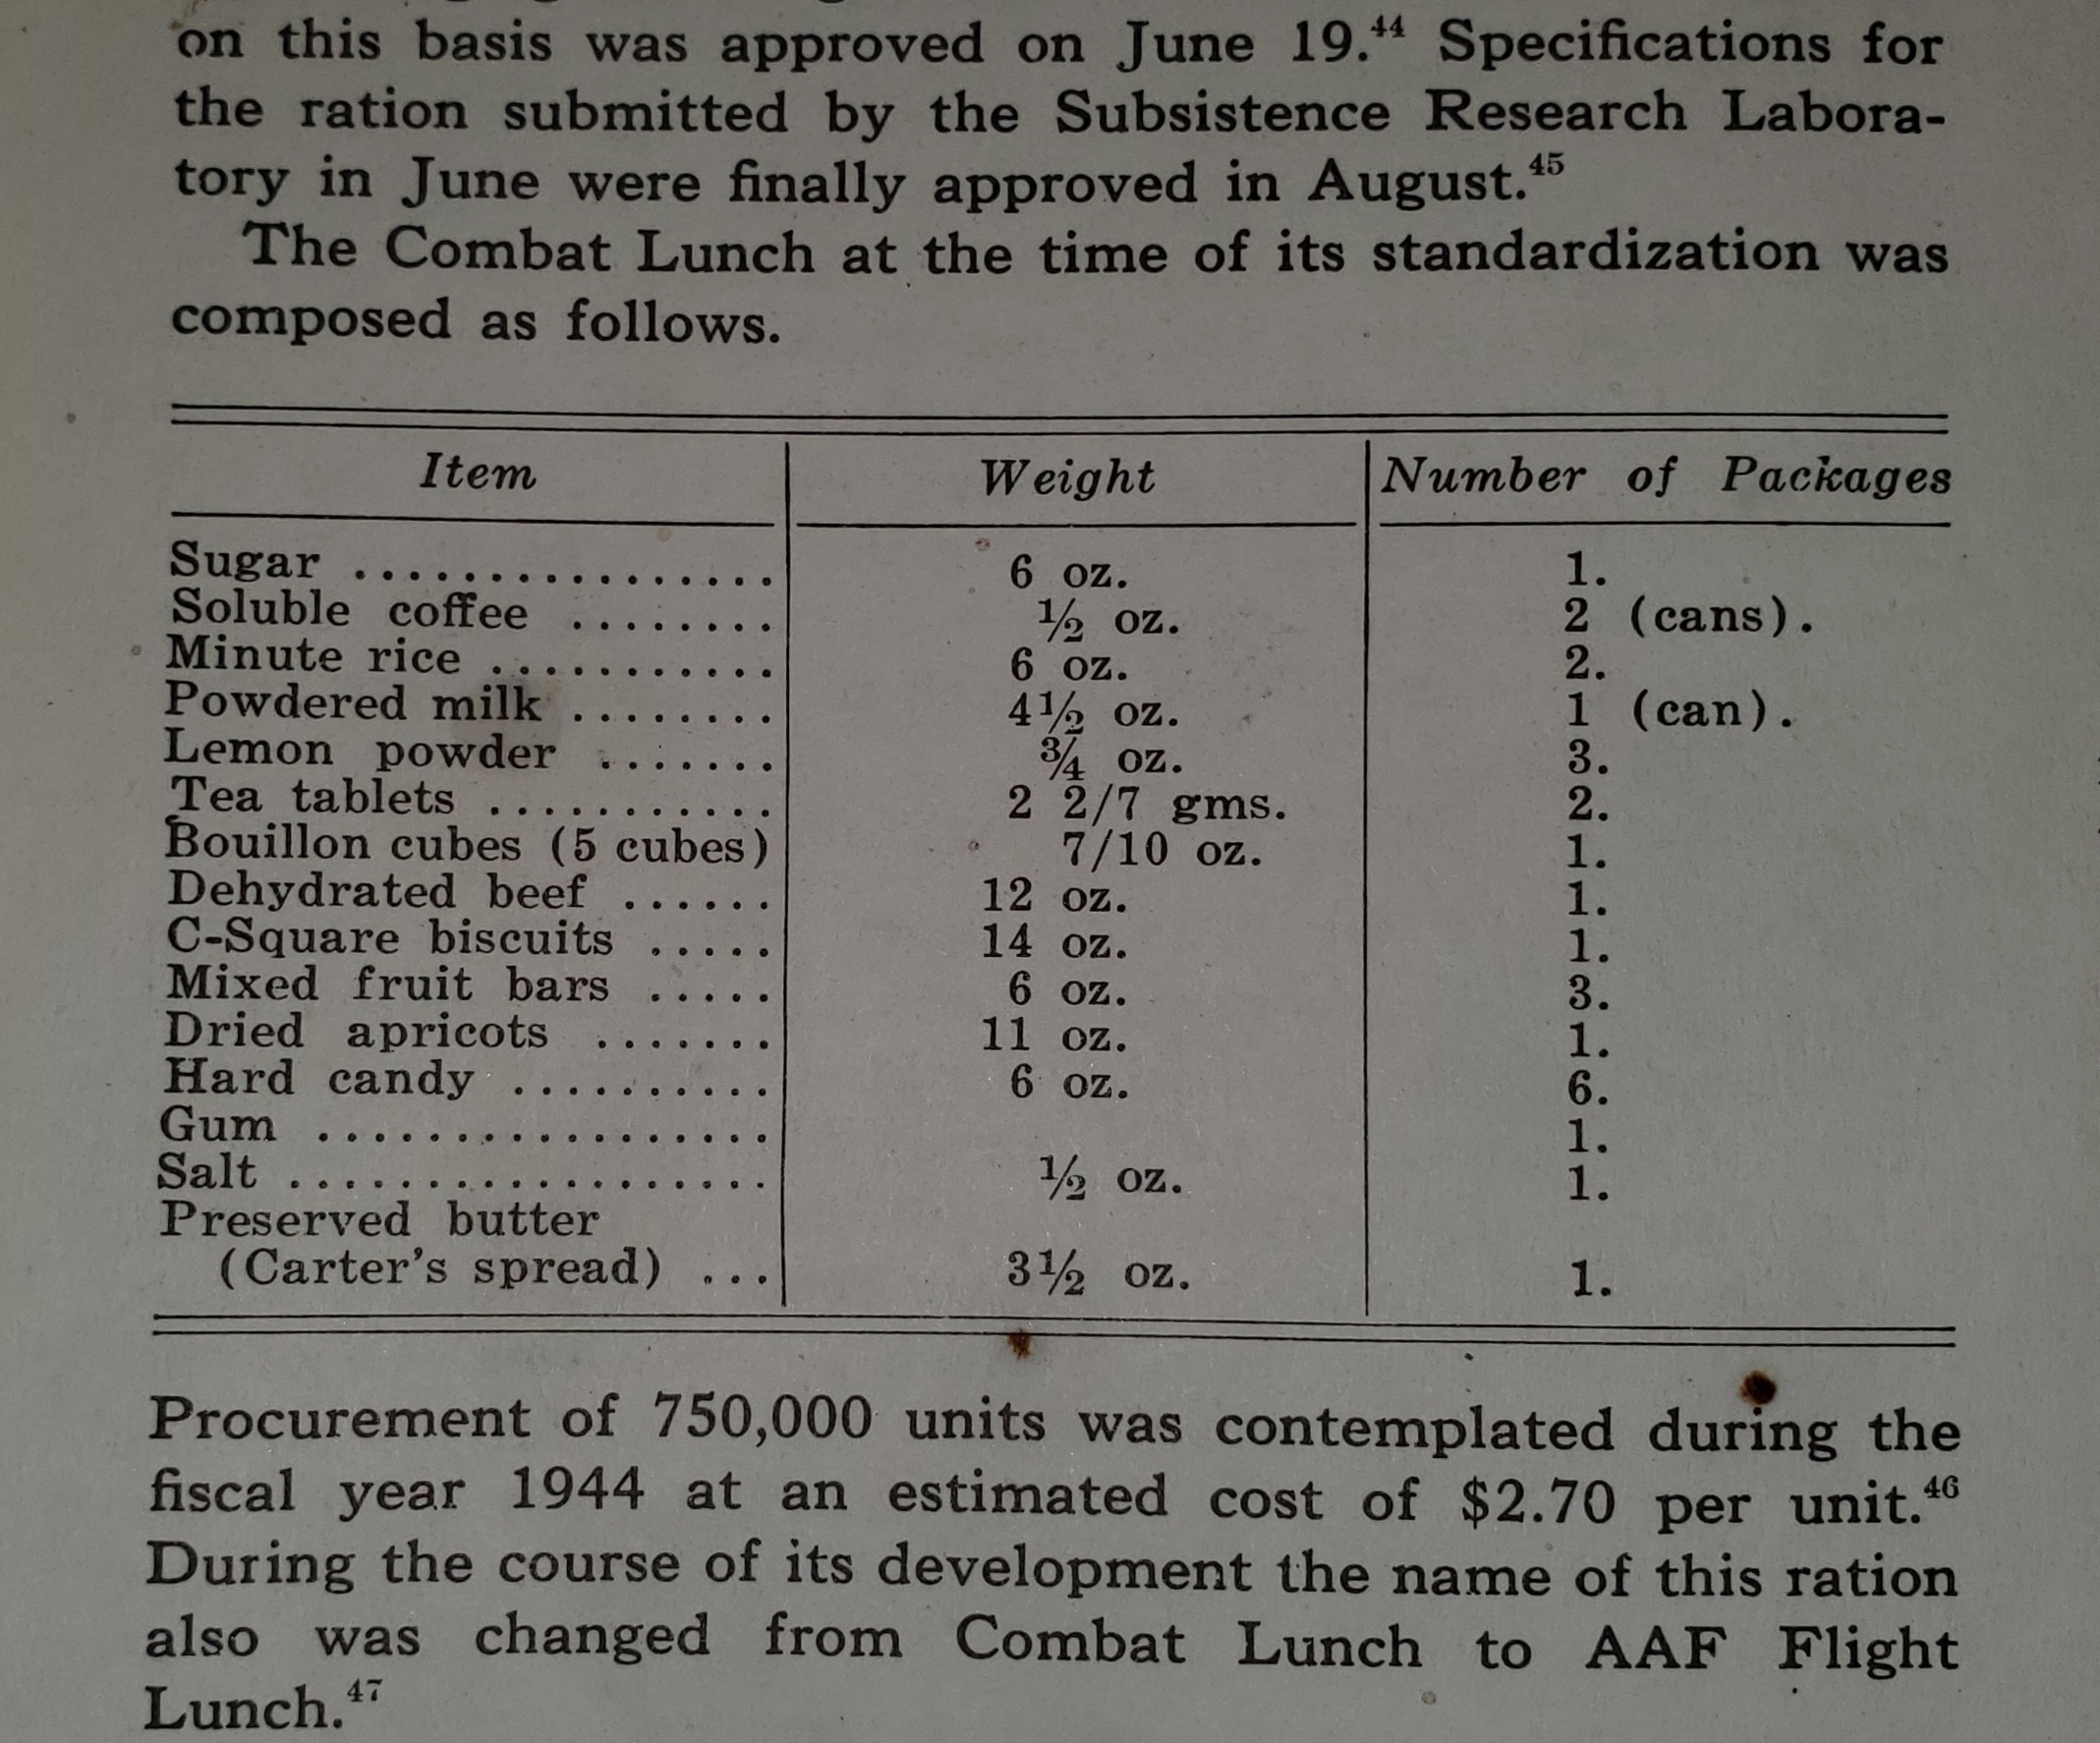 on this basis was approved on June 19.⁴⁴ Specifications for
the ration submitted by the Subsistence Research Labora-
tory in June were finally approved in August.⁴⁵
The Combat Lunch at the time of its standardization was
composed as follows.
Item Weight Number of Packages
Sugar ................ 6 oz. 1.
Soluble coffee ........ ½ oz. 2 (cans).
Minute rice ........... 6 oz. 2.
Powdered milk ........ 4½ oz. 1 (can).
Lemon powder ....... ¾ oz. 3.
Tea tablets ........... 2 2/7 gms. 2.
Bouillon cubes (5 cubes) 7/10 oz. 1.
Dehydrated beef ...... 12 oz. 1.
C-Square biscuits ..... 14 oz. 1.
Mixed fruit bars ..... 6 oz. 3.
Dried apricots ....... 11 oz. 1.
Hard candy .......... 6 oz. 6.
Gum ................. 1.
Salt .................. ½ oz. 1.
Preserved butter
(Carter's spread) ... 3½ oz. 1.
Procurement of 750,000 units was contemplated during the
fiscal year 1944 at an estimated cost of $2.70 per unit.⁴⁶
During the course of its development the name of this ration
also was changed from Combat Lunch to AAF Flight
Lunch.⁴⁷